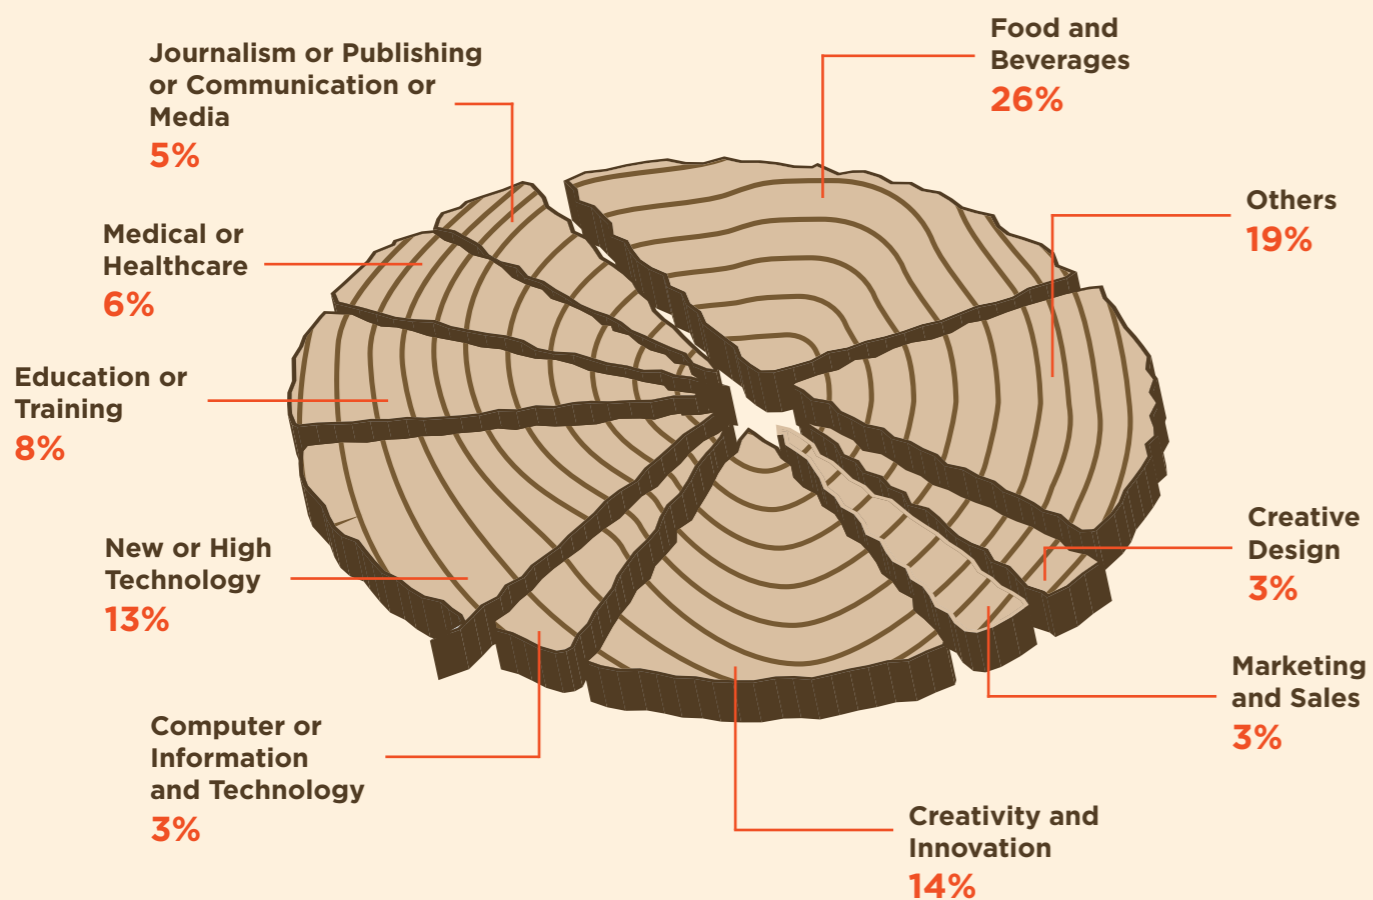 Journalism or Publishing
or Communication or
Media
5%
Food and
Beverages
26%
Others
19%
Medical or
Healthcare
6%
Education or
Training
8%
New or High
Technology
13%
Creative
Design
3%
Marketing
and Sales
3%
Computer or
Information
and Technology
3%
Creativity and
Innovation
14%